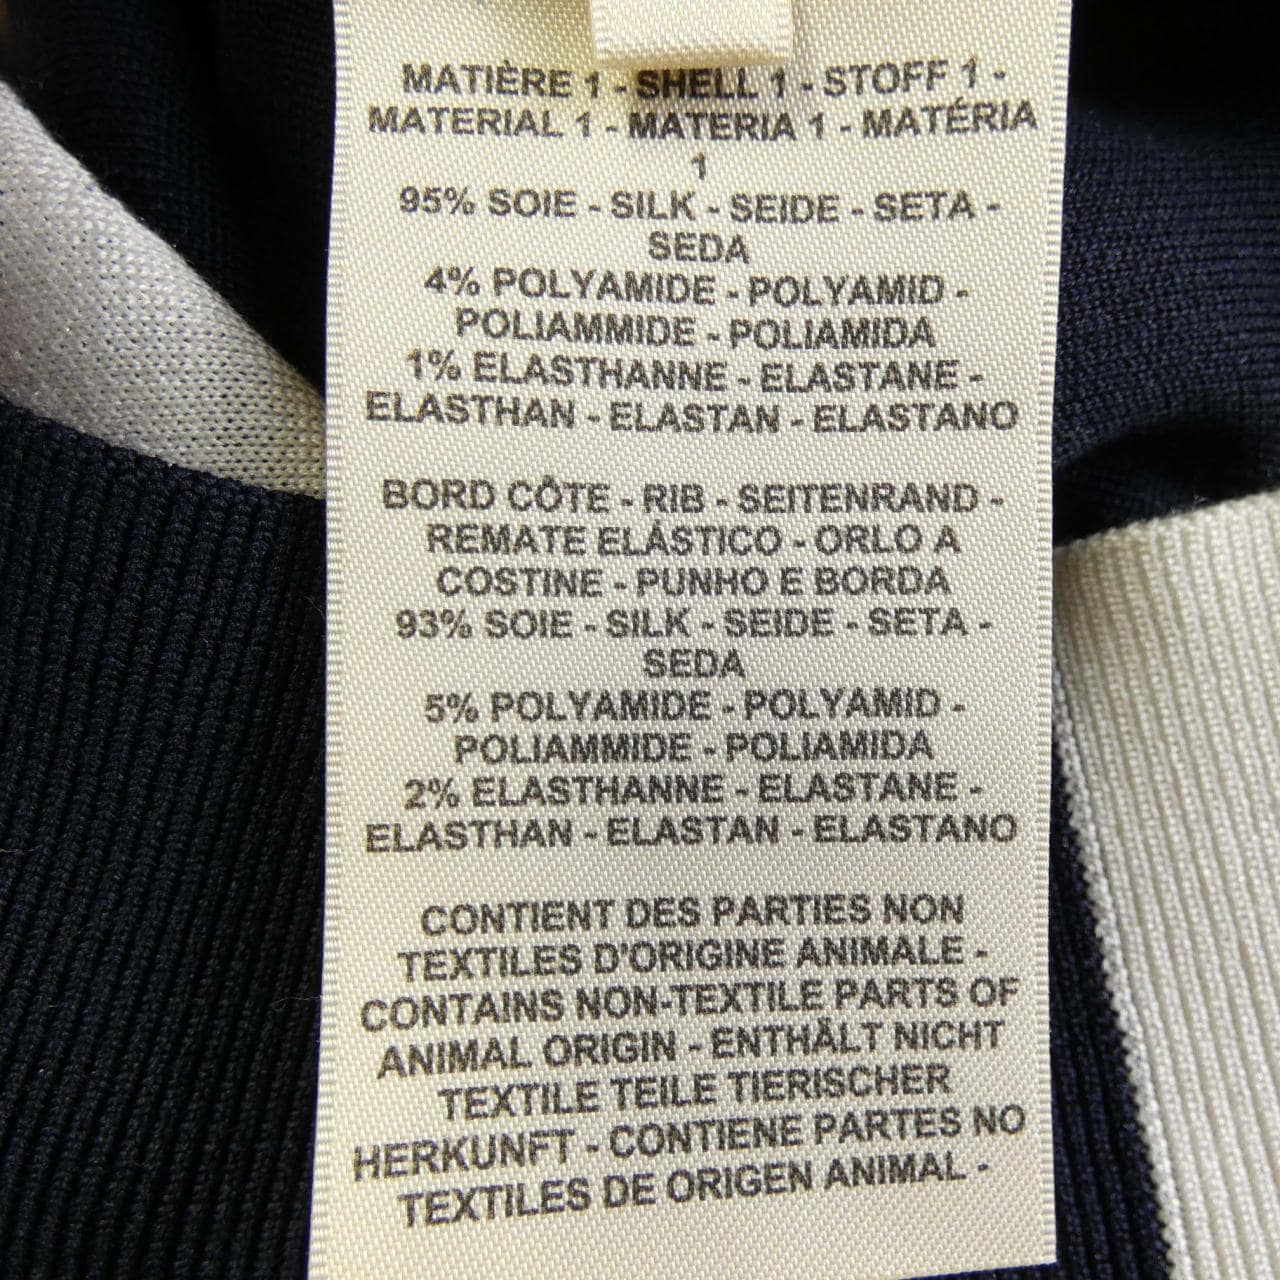 MATIÈRE 1 - SHELL 1 - STOFF 1 -
MATERIAL 1 - MATERIA 1 - MATÉRIA
1
95% SOIE - SILK - SEIDE - SETA -
SEDA
4% POLYAMIDE - POLYAMID -
POLIAMMIDE - POLIAMIDA
1% ELASTHANNE - ELASTANE -
ELASTHAN - ELASTAN - ELASTANO
BORD CÔTE - RIB - SEITENRAND -
REMATE ELÁSTICO - ORLO A
COSTINE - PUNHO E BORDA
93% SOIE - SILK - SEIDE - SETA -
SEDA
5% POLYAMIDE - POLYAMID -
POLIAMMIDE - POLIAMIDA
2% ELASTHANNE - ELASTANE -
ELASTHAN - ELASTAN - ELASTANO
CONTIENT DES PARTIES NON
TEXTILES D'ORIGINE ANIMALE -
CONTAINS NON-TEXTILE PARTS OF
ANIMAL ORIGIN - ENTHÄLT NICHT
TEXTILE TEILE TIERISCHER
HERKUNFT - CONTIENE PARTES NO
TEXTILES DE ORIGEN ANIMAL -